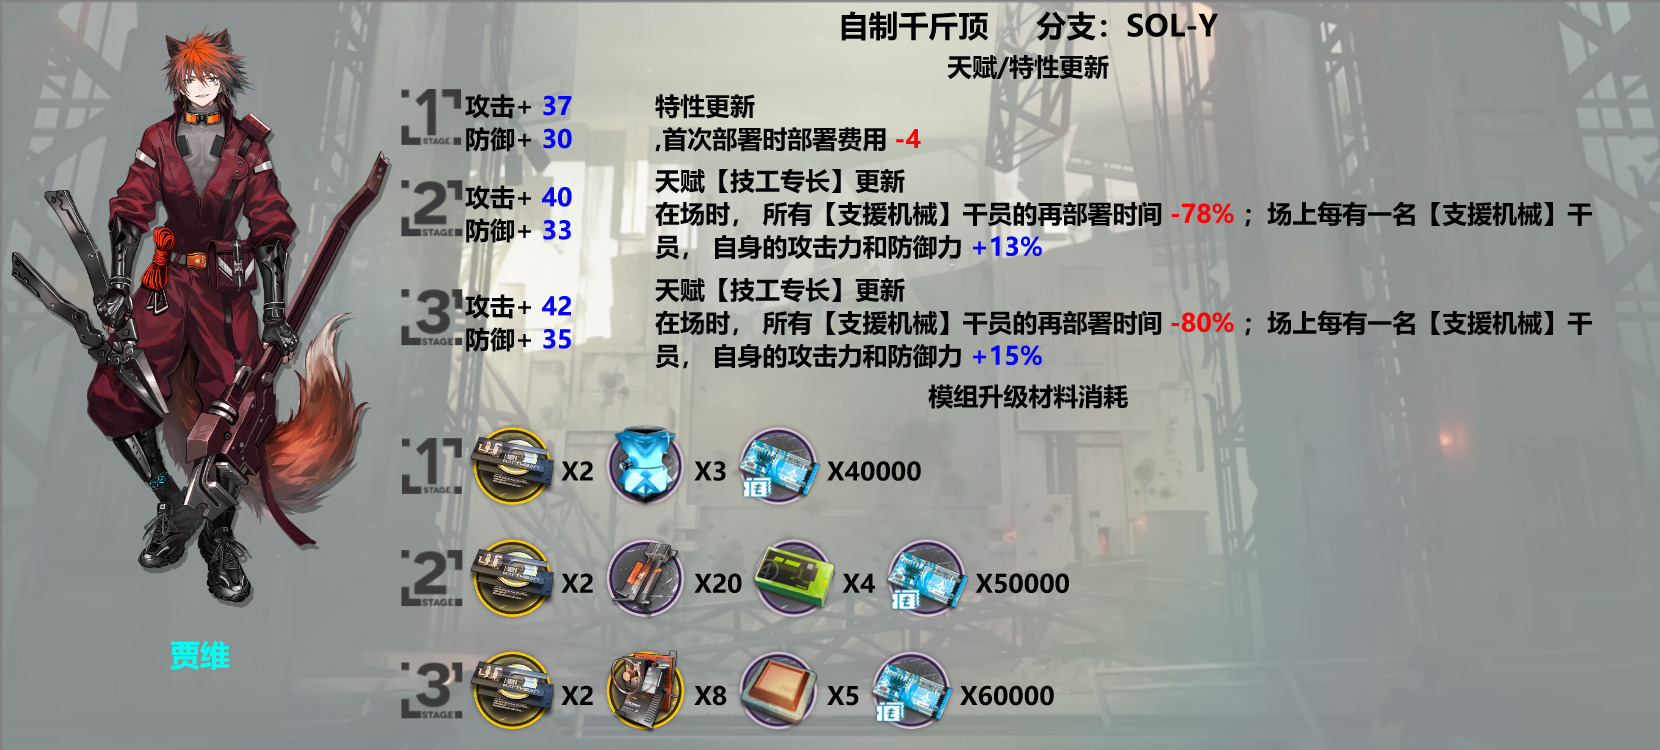 自制千斤顶 分支：SOL-Y
天赋/特性更新
1 STAGE. 攻击+ 37 特性更新
防御+ 30 ,首次部署时部署费用 -4
天赋【技工专长】更新
2 STAGE. 攻击+ 40 在场时， 所有【支援机械】干员的再部署时间 -78% ；场上每有一名【支援机械】干
防御+ 33 员， 自身的攻击力和防御力 +13%
天赋【技工专长】更新
3 STAGE. 攻击+ 42 在场时， 所有【支援机械】干员的再部署时间 -80% ；场上每有一名【支援机械】干
防御+ 35 员， 自身的攻击力和防御力 +15%
模组升级材料消耗
1 STAGE. X2 X3 X40000
2 STAGE. X2 X20 X4 X50000
贾维
3 STAGE. X2 X8 X5 X60000